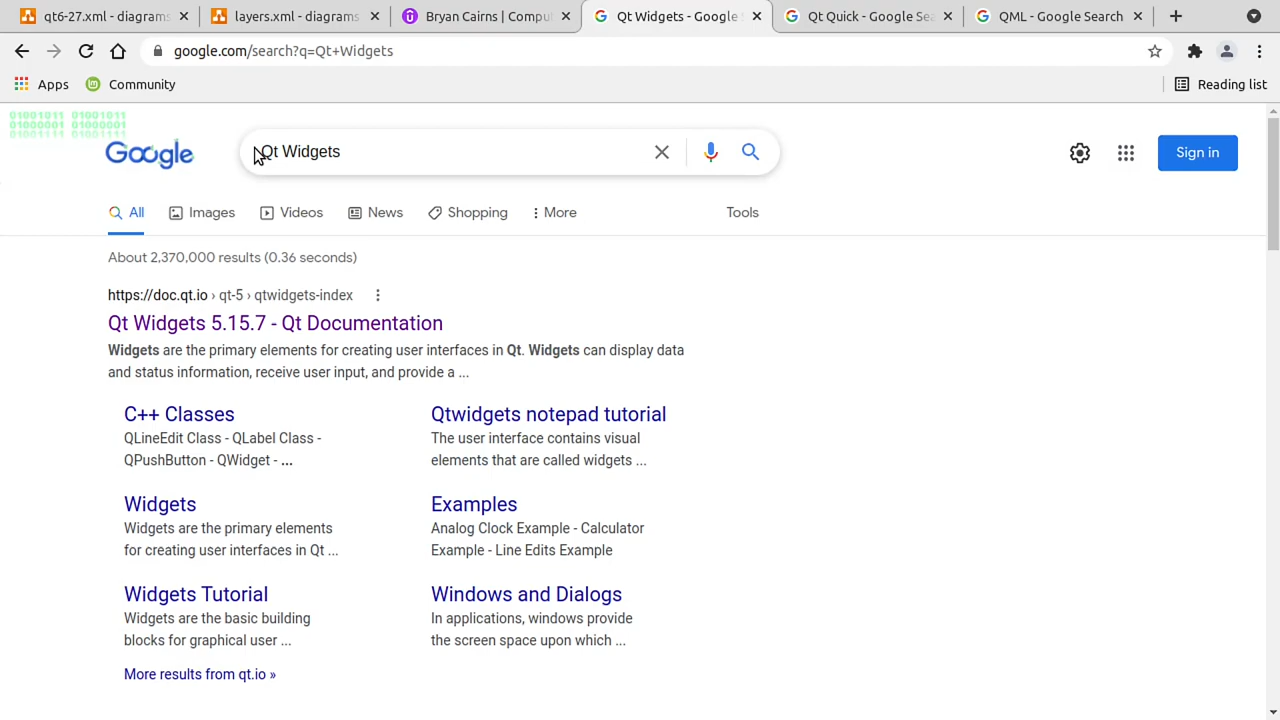 qt6-27.xml - diagrams
layers.xml - diagrams
Bryan Cairns | Compu
Qt Widgets - Google S
Qt Quick - Google Sea
QML - Google Search
google.com/search?q=Qt+Widgets
Apps
Community
Reading list
01001011 01001011
01000001 01000001
01001111 01001111
Google
Qt Widgets
Sign in
All
Images
Videos
News
Shopping
More
Tools
About 2,370,000 results (0.36 seconds)
https://doc.qt.io › qt-5 › qtwidgets-index
Qt Widgets 5.15.7 - Qt Documentation
Widgets are the primary elements for creating user interfaces in Qt. Widgets can display data
and status information, receive user input, and provide a ...
C++ Classes
QLineEdit Class - QLabel Class -
QPushButton - QWidget - ...
Qtwidgets notepad tutorial
The user interface contains visual
elements that are called widgets ...
Widgets
Widgets are the primary elements
for creating user interfaces in Qt ...
Examples
Analog Clock Example - Calculator
Example - Line Edits Example
Widgets Tutorial
Widgets are the basic building
blocks for graphical user ...
Windows and Dialogs
In applications, windows provide
the screen space upon which ...
More results from qt.io »